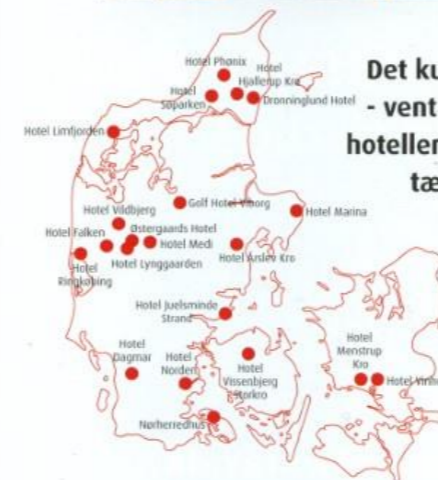 Hotel Phønix
Hotel
Hjallerup Kro
Hotel
Søparken
Dronninglund Hotel
Det ku
- vent
hoteller
tæ
Hotel Limfjorden
Golf Hotel Viborg
Hotel Marina
Hotel Vildbjerg
Østergaards Hotel
Hotel Falken
Hotel Medi
Hotel Årslev Kro
Hotel Lynggaarden
Hotel
Ringkøbing
Hotel Juelsminde
Strand
Hotel
Dagmar
Hotel
Norden
Hotel
Vissenbjerg
Storkro
Hotel
Menstrup
Kro
Nørherredhus